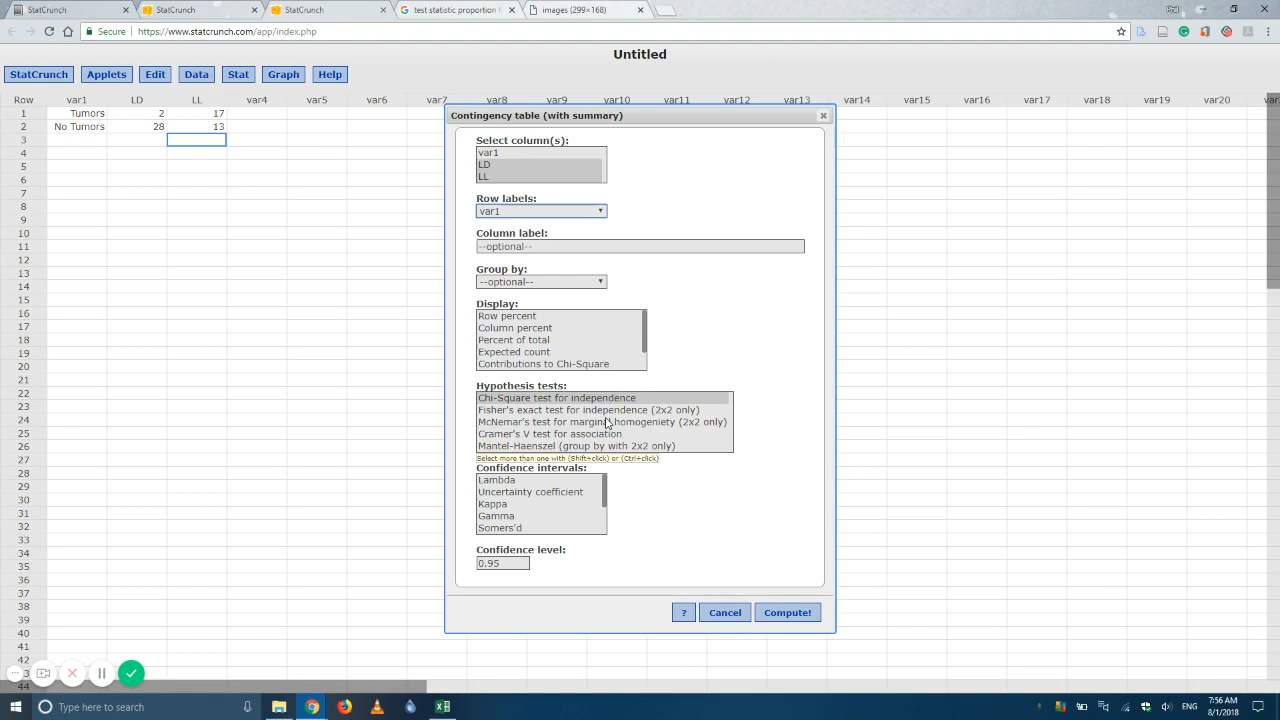 StatCrunch
StatCrunch
StatCrunch
test statistic proportion
images (299×168)
Secure https://www.statcrunch.com/app/index.php
Untitled
StatCrunch Applets Edit Data Stat Graph Help
Row var1 LD LL var4 var5 var6 var7 var8 var9 var10 var11 var12 var13 var14 var15 var16 var17 var18 var19 var20
1 Tumors 2 17
2 No Tumors 28 13
3
4
5
6
7
8
9
10
11
12
13
14
15
16
17
18
19
20
21
22
23
24
25
26
27
28
29
30
31
32
33
34
35
36
37
38
39
40
41
42
44
Contingency table (with summary)
Select column(s):
var1
LD
LL
Row labels:
var1
Column label:
--optional--
Group by:
--optional--
Display:
Row percent
Column percent
Percent of total
Expected count
Contributions to Chi-Square
Hypothesis tests:
Chi-Square test for independence
Fisher's exact test for independence (2x2 only)
McNemar's test for marginal homogeniety (2x2 only)
Cramer's V test for association
Mantel-Haenszel (group by with 2x2 only)
Select more than one with (Shift+click) or (Ctrl+click)
Confidence intervals:
Lambda
Uncertainty coefficient
Kappa
Gamma
Somers'd
Confidence level:
0.95
? Cancel Compute!
Type here to search
ENG
7:56 AM
8/1/2018